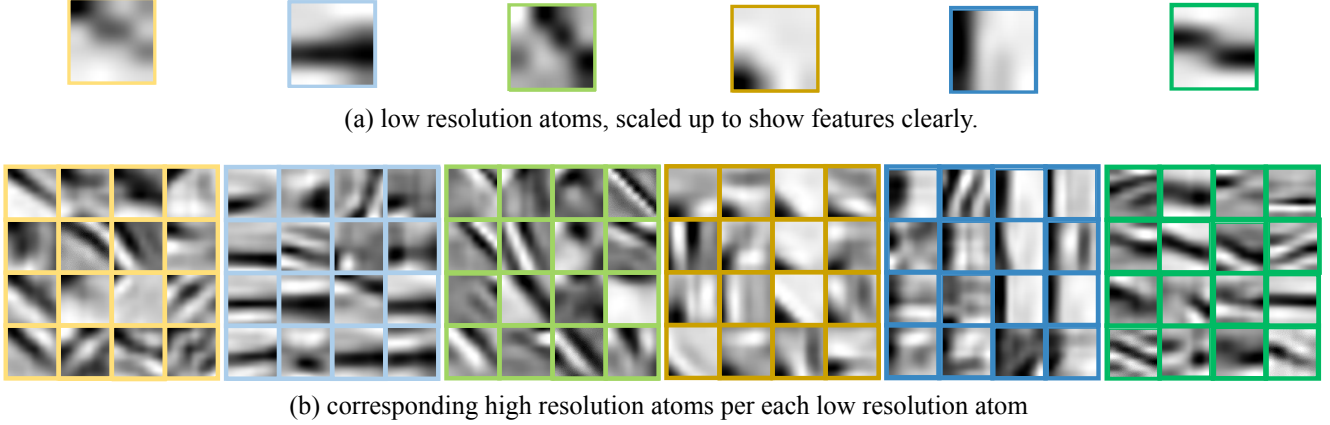 (a) low resolution atoms, scaled up to show features clearly.
(b) corresponding high resolution atoms per each low resolution atom